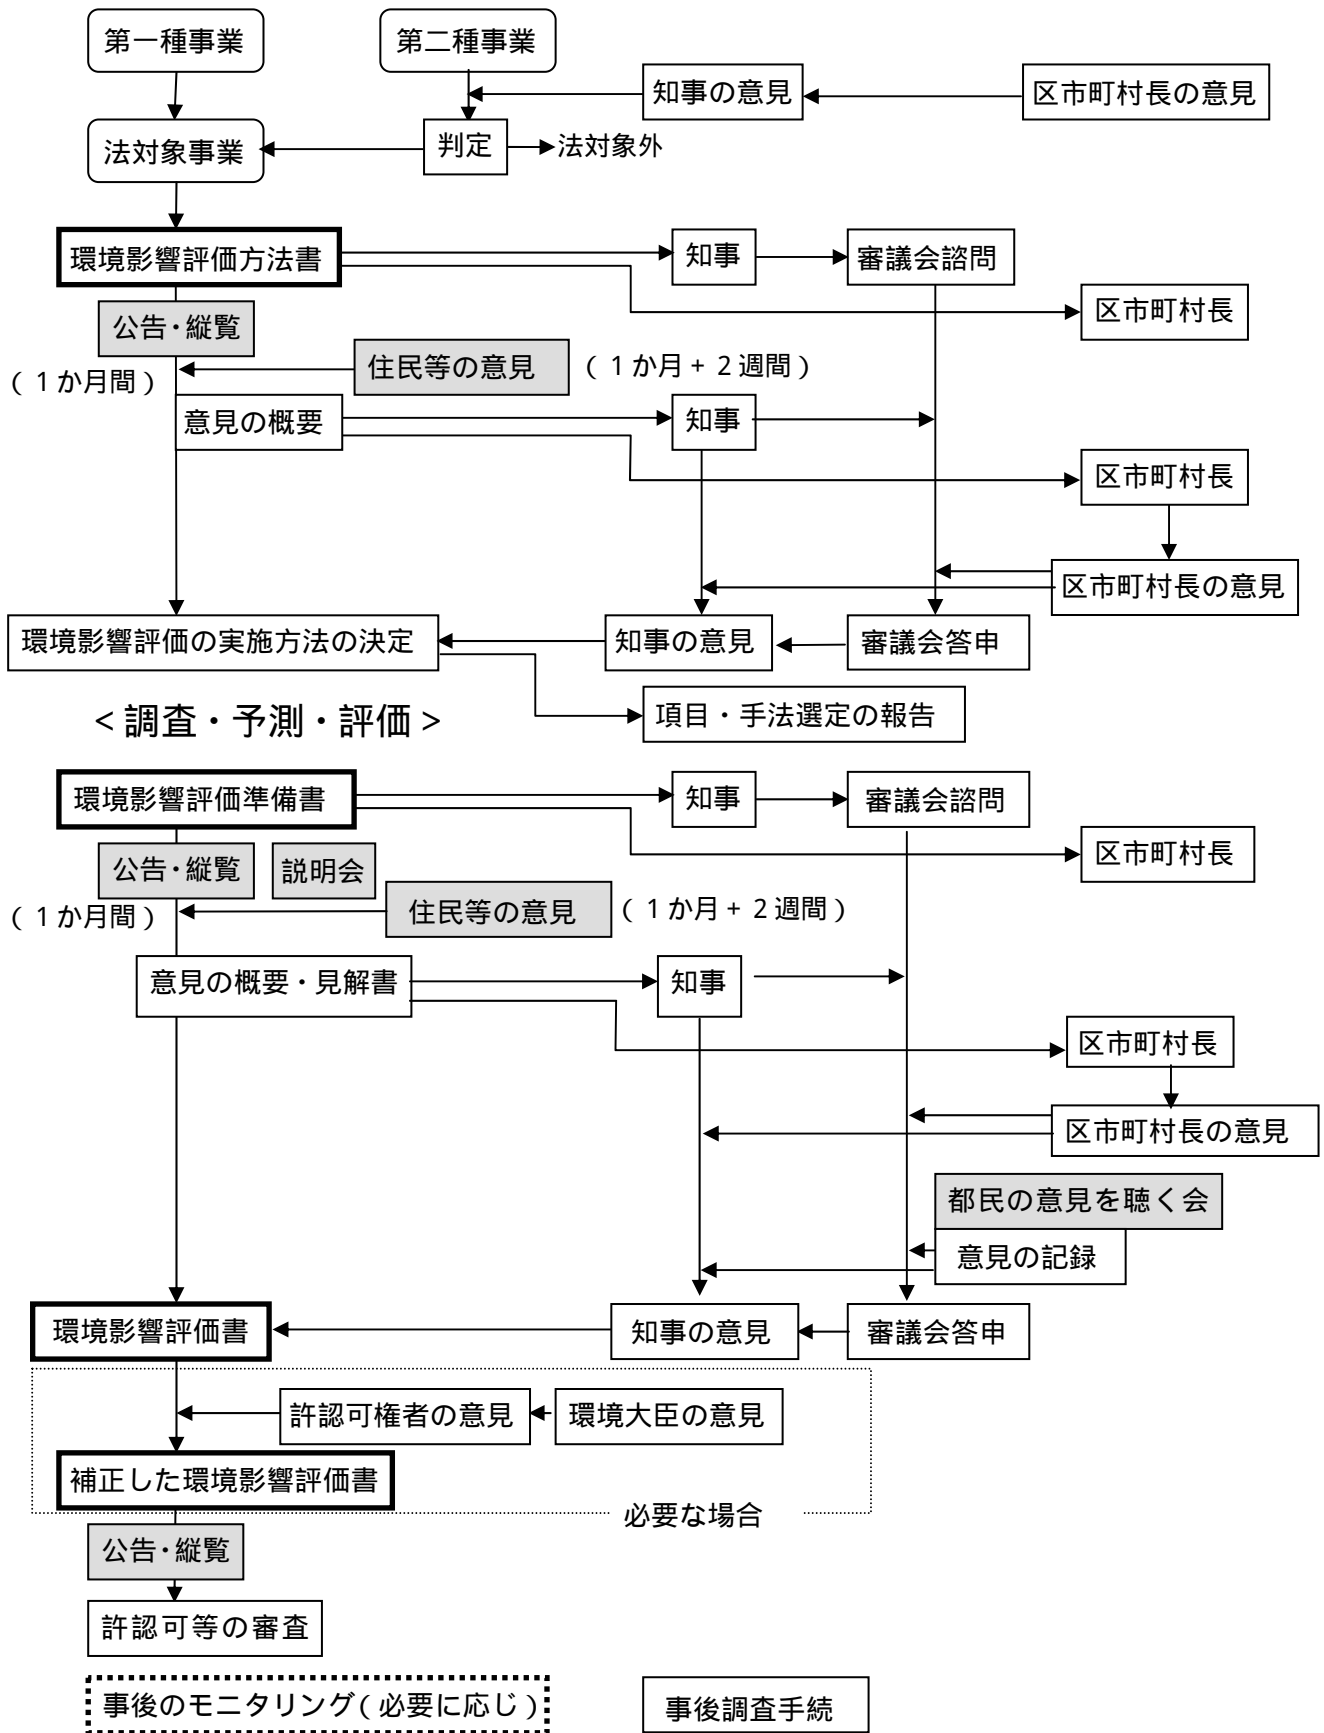 第一種事業
第二種事業
知事の意見
区市町村長の意見
法対象事業
判定
法対象外
環境影響評価方法書
知事
審議会諮問
公告・縦覧
区市町村長
(1か月間)
住民等の意見
(1か月+2週間)
意見の概要
知事
区市町村長
区市町村長の意見
環境影響評価の実施方法の決定
知事の意見
審議会答申
<調査・予測・評価>
項目・手法選定の報告
環境影響評価準備書
知事
審議会諮問
公告・縦覧
説明会
区市町村長
(1か月間)
住民等の意見
(1か月+2週間)
意見の概要・見解書
知事
区市町村長
区市町村長の意見
都民の意見を聴く会
意見の記録
環境影響評価書
知事の意見
審議会答申
許認可権者の意見
環境大臣の意見
補正した環境影響評価書
必要な場合
公告・縦覧
許認可等の審査
事後のモニタリング(必要に応じ)
事後調査手続